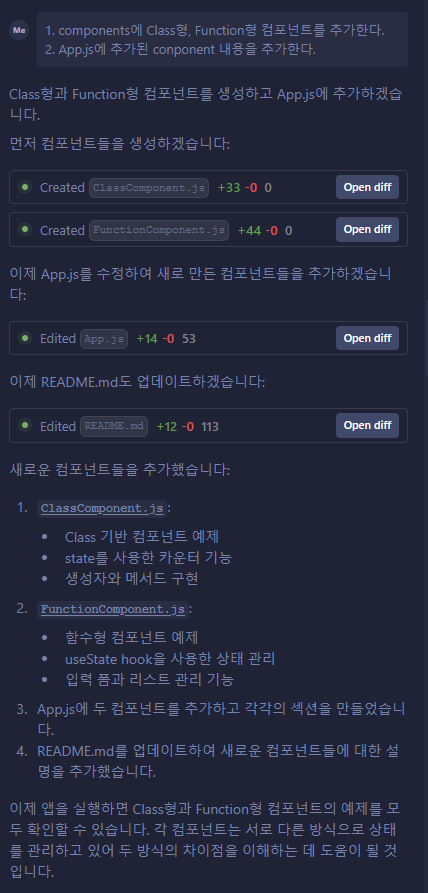 Me
1. components에 Class형, Function형 컴포넌트를 추가한다.
2. App.js에 추가된 conponent 내용을 추가한다.
Class형과 Function형 컴포넌트를 생성하고 App.js에 추가하겠습
니다.
먼저 컴포넌트들을 생성하겠습니다:
Created ClassComponent.js +33 -0 0 Open diff
Created FunctionComponent.js +44 -0 0 Open diff
이제 App.js를 수정하여 새로 만든 컴포넌트들을 추가하겠습니
다:
Edited App.js +14 -0 53 Open diff
이제 README.md도 업데이트하겠습니다:
Edited README.md +12 -0 113 Open diff
새로운 컴포넌트들을 추가했습니다:
1. ClassComponent.js:
• Class 기반 컴포넌트 예제
• state를 사용한 카운터 기능
• 생성자와 메서드 구현
2. FunctionComponent.js:
• 함수형 컴포넌트 예제
• useState hook을 사용한 상태 관리
• 입력 폼과 리스트 관리 기능
3. App.js에 두 컴포넌트를 추가하고 각각의 섹션을 만들었습니
다.
4. README.md를 업데이트하여 새로운 컴포넌트들에 대한 설
명을 추가했습니다.
이제 앱을 실행하면 Class형과 Function형 컴포넌트의 예제를 모
두 확인할 수 있습니다. 각 컴포넌트는 서로 다른 방식으로 상태
를 관리하고 있어 두 방식의 차이점을 이해하는 데 도움이 될 것
입니다.